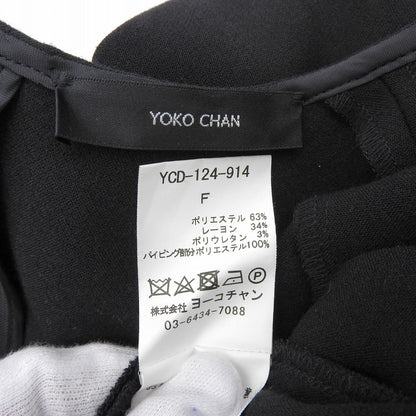 YOKO CHAN
YCD-124-914
F
ポリエステル 63%
レーヨン 34%
ポリウレタン 3%
パイピング部分ポリエステル100%
株式会社 ヨーコチャン
03-6434-7088